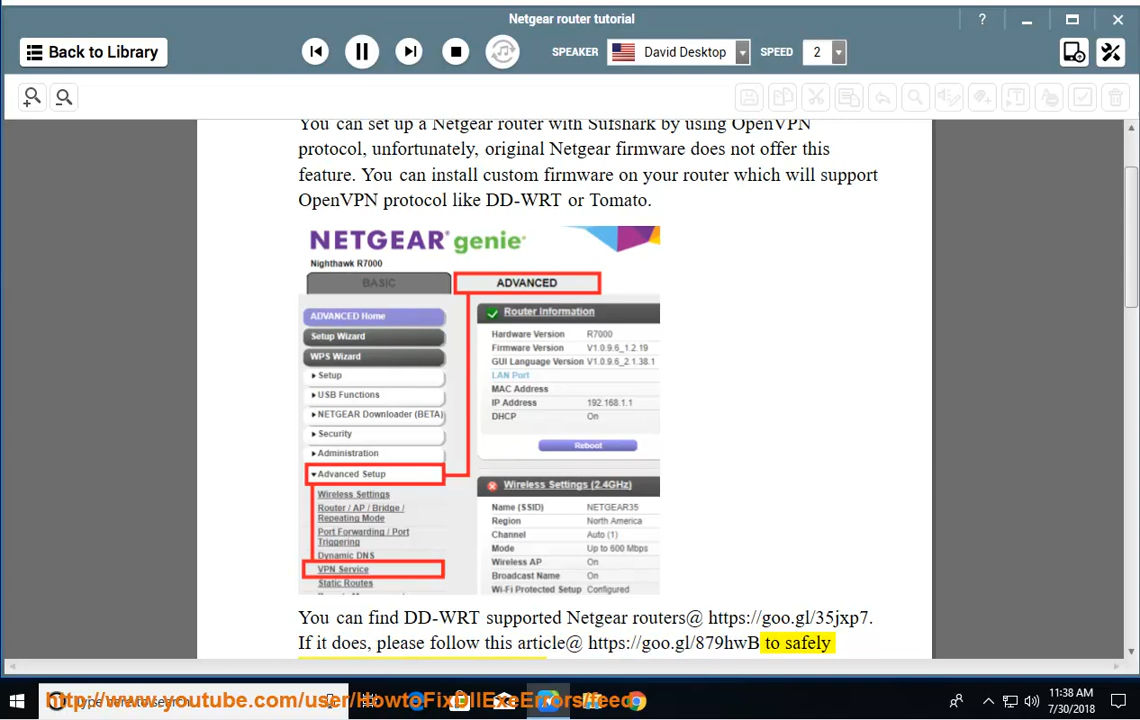 Netgear router tutorial
?
Back to Library
SPEAKER
David Desktop
SPEED
2
You can set up a Netgear router with Sufshark by using OpenVPN
protocol, unfortunately, original Netgear firmware does not offer this
feature. You can install custom firmware on your router which will support
OpenVPN protocol like DD-WRT or Tomato.
NETGEAR genie
Nighthawk R7000
BASIC
ADVANCED
ADVANCED Home
Setup Wizard
WPS Wizard
Setup
USB Functions
NETGEAR Downloader (BETA)
Security
Administration
Advanced Setup
Wireless Settings
Router / AP / Bridge /
Repeating Mode
Port Forwarding / Port
Triggering
Dynamic DNS
VPN Service
Static Routes
Router Information
Hardware Version R7000
Firmware Version V1.0.9.6_1.2.19
GUI Language Version V1.0.9.6_2.1.38.1
LAN Port
MAC Address
IP Address 192.168.1.1
DHCP On
Reboot
Wireless Settings (2.4GHz)
Name (SSID) NETGEAR35
Region North America
Channel Auto (1)
Mode Up to 600 Mbps
Wireless AP On
Broadcast Name On
Wi-Fi Protected Setup Configured
You can find DD-WRT supported Netgear routers@ https://goo.gl/35jxp7.
If it does, please follow this article@ https://goo.gl/879hwB to safely
http://www.youtube.com/user/HowtoFixDllExeErrors/feed
Type here to search
11:38 AM
7/30/2018